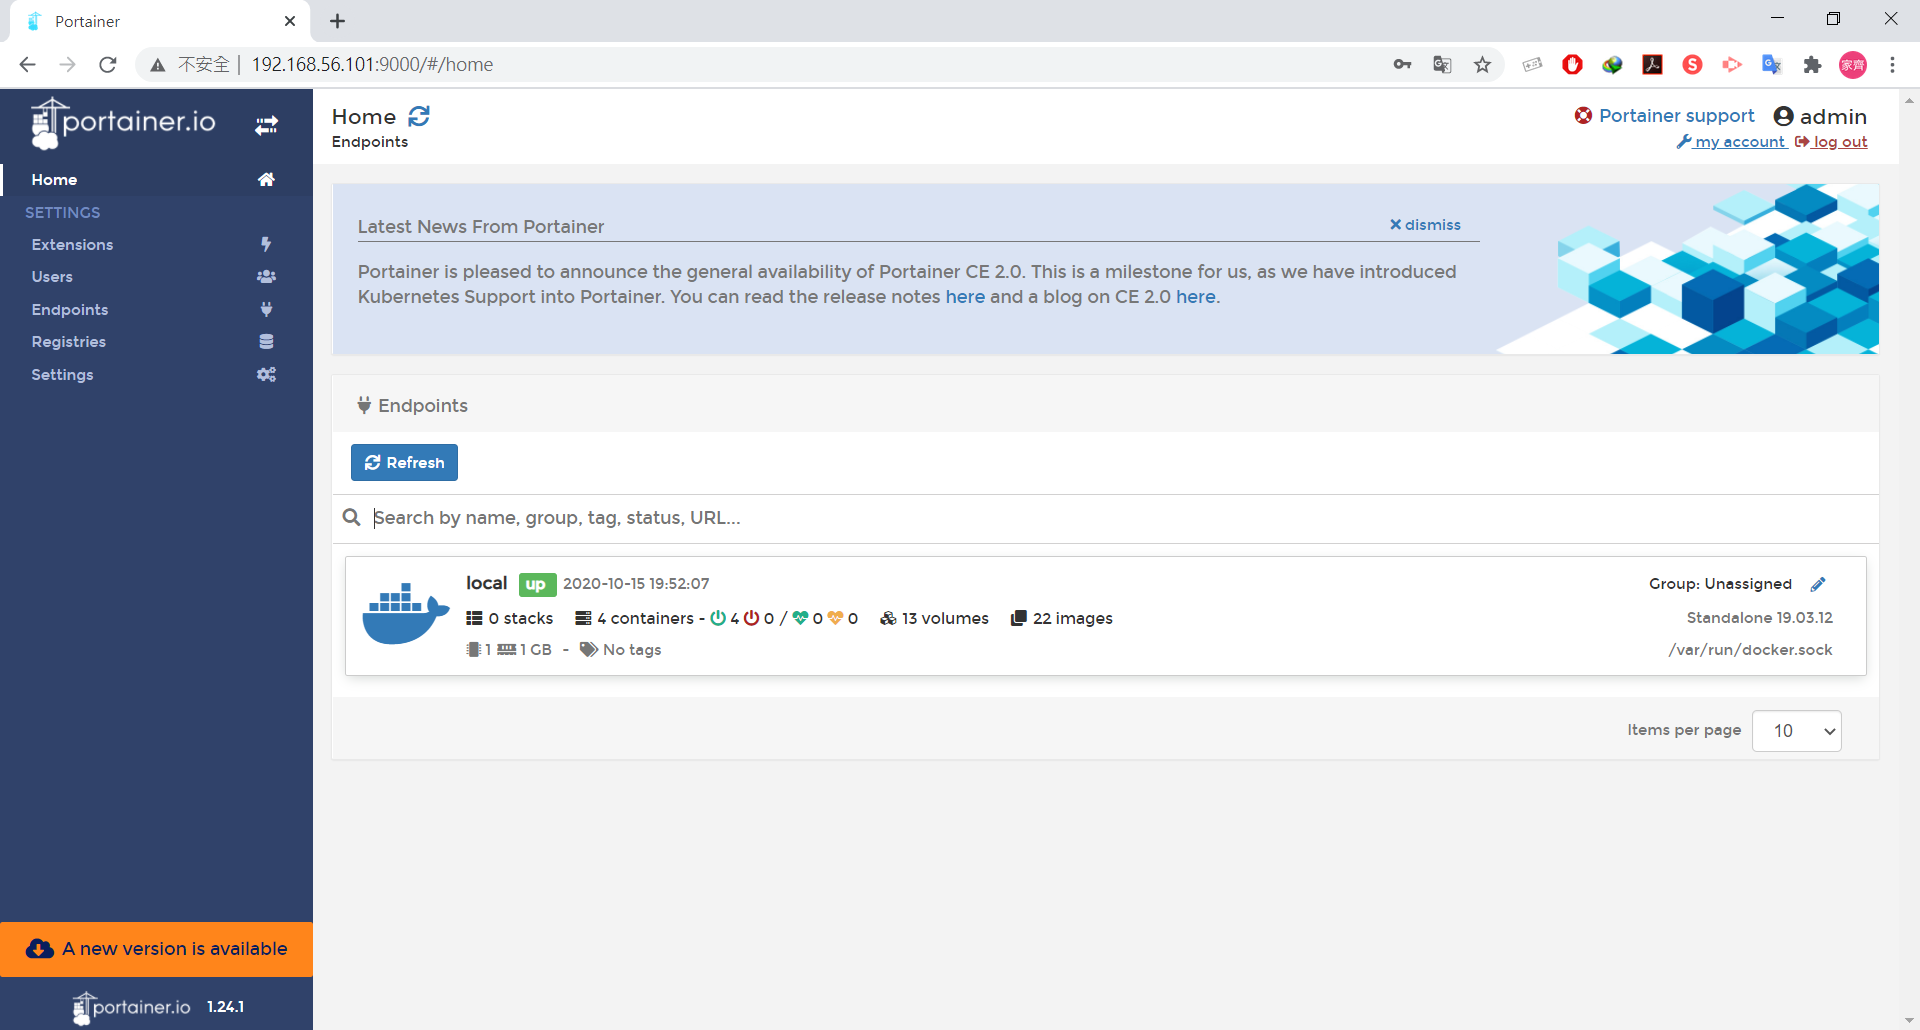 Portainer
不安全 | 192.168.56.101:9000/#/home
家齊
portainer.io
Home
SETTINGS
Extensions
Users
Endpoints
Registries
Settings
A new version is available
portainer.io 1.24.1
Home
Endpoints
Portainer support admin
my account log out
Latest News From Portainer
dismiss
Portainer is pleased to announce the general availability of Portainer CE 2.0. This is a milestone for us, as we have introduced
Kubernetes Support into Portainer. You can read the release notes here and a blog on CE 2.0 here.
Endpoints
Refresh
Search by name, group, tag, status, URL...
local up 2020-10-15 19:52:07
Group: Unassigned
0 stacks 4 containers - 4 0 / 0 0 13 volumes 22 images
Standalone 19.03.12
1 1 GB - No tags
/var/run/docker.sock
Items per page 10